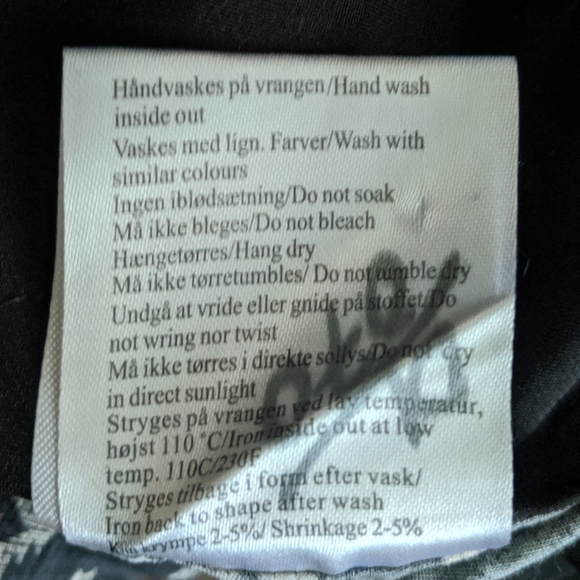 Håndvaskes på vrangen/Hand wash
inside out
Vaskes med lign. Farver/Wash with
similar colours
Ingen iblødsætning/Do not soak
Må ikke bleges/Do not bleach
Hængetørres/Hang dry
Må ikke tørretumbles/ Do not tumble dry
Undgå at vride eller gnide på stoffet/Do
not wring nor twist
Må ikke tørres i direkte sollys/Do not dry
in direct sunlight
Stryges på vrangen ved lav temperatur,
højst 110 °C/Iron inside out at low
temp. 110C/230F
Stryges tilbage i form efter vask/
Iron back to shape after wash
Kan krympe 2-5%/ Shrinkage 2-5%